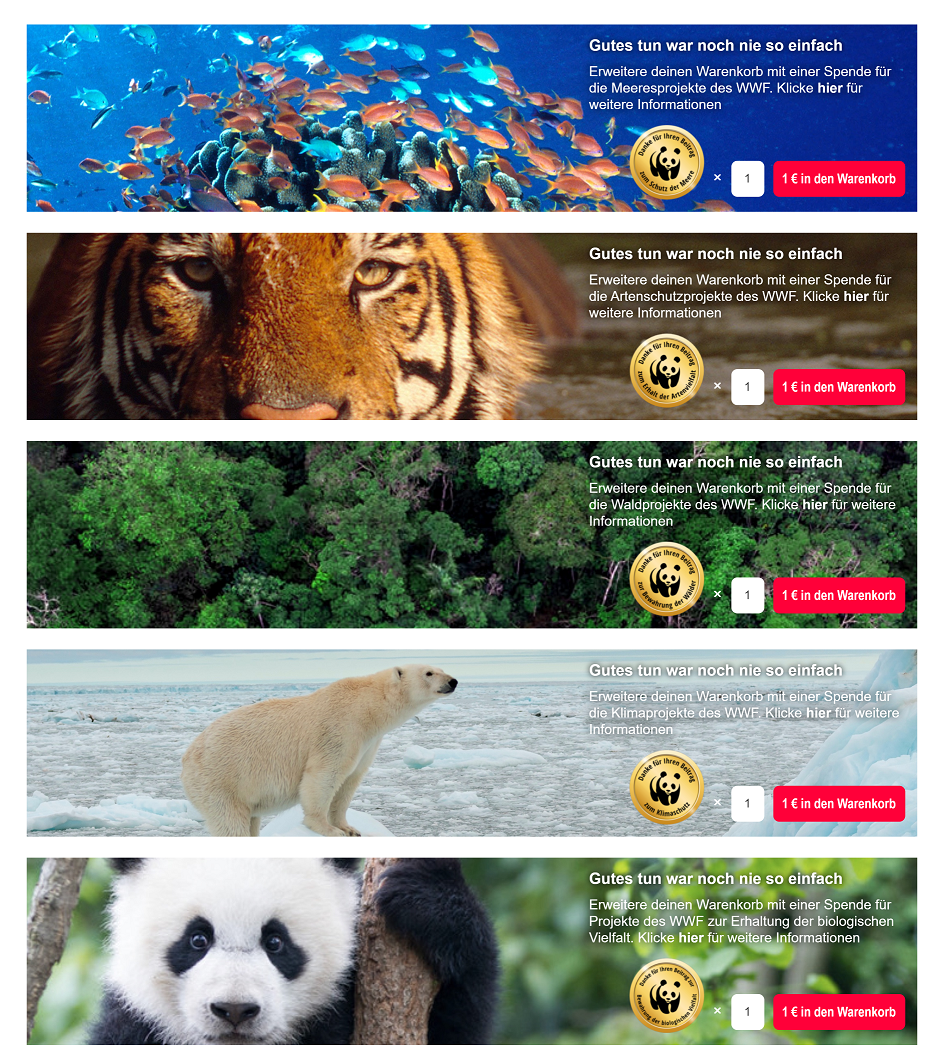 Gutes tun war noch nie so einfach
Erweitere deinen Warenkorb mit einer Spende für
die Meeresprojekte des WWF. Klicke hier für
weitere Informationen
Danke für Ihren Beitrag
zum Schutz der Meere
× 1 1 € in den Warenkorb
Gutes tun war noch nie so einfach
Erweitere deinen Warenkorb mit einer Spende für
die Artenschutzprojekte des WWF. Klicke hier für
weitere Informationen
Danke für Ihren Beitrag
zum Erhalt der Artenvielfalt
× 1 1 € in den Warenkorb
Gutes tun war noch nie so einfach
Erweitere deinen Warenkorb mit einer Spende für
die Waldprojekte des WWF. Klicke hier für weitere
Informationen
Danke für Ihren Beitrag
zur Bewahrung der Wälder
× 1 1 € in den Warenkorb
Gutes tun war noch nie so einfach
Erweitere deinen Warenkorb mit einer Spende für
die Klimaprojekte des WWF. Klicke hier für weitere
Informationen
Danke für Ihren Beitrag
zum Klimaschutz
× 1 1 € in den Warenkorb
Gutes tun war noch nie so einfach
Erweitere deinen Warenkorb mit einer Spende für
Projekte des WWF zur Erhaltung der biologischen
Vielfalt. Klicke hier für weitere Informationen
Danke für Ihren Beitrag zur
Bewahrung der biologischen Vielfalt
× 1 1 € in den Warenkorb